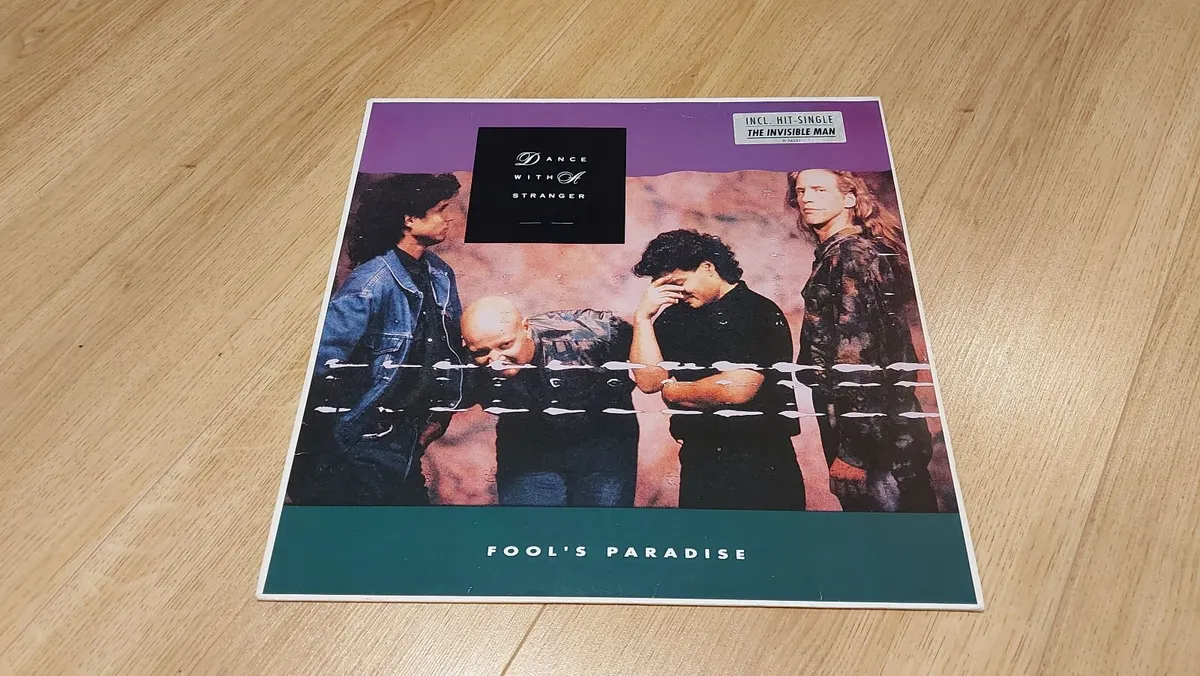 DANCE
WITH A
STRANGER
INCL. HIT-SINGLE
THE INVISIBLE MAN
FOOL'S PARADISE